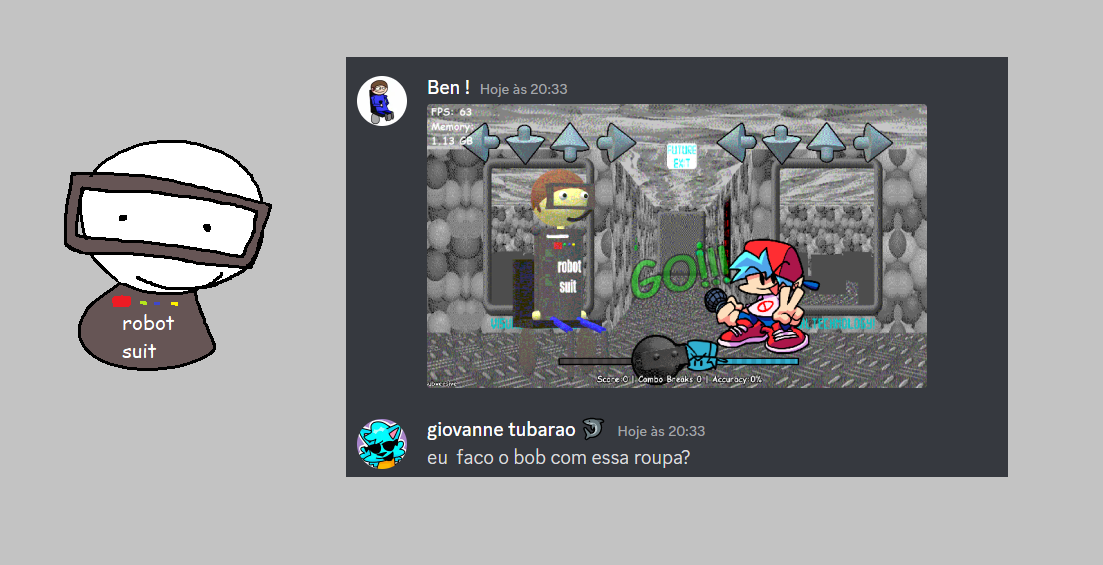 robot
suit
Ben ! Hoje às 20:33
FPS: 63
Memory:
1.13 GB
FUTURE
EXIT
robot
suit
GO!!!
Score:0 | Combo Breaks 0 | Accuracy:0%
giovanne tubarao Hoje às 20:33
eu faco o bob com essa roupa?